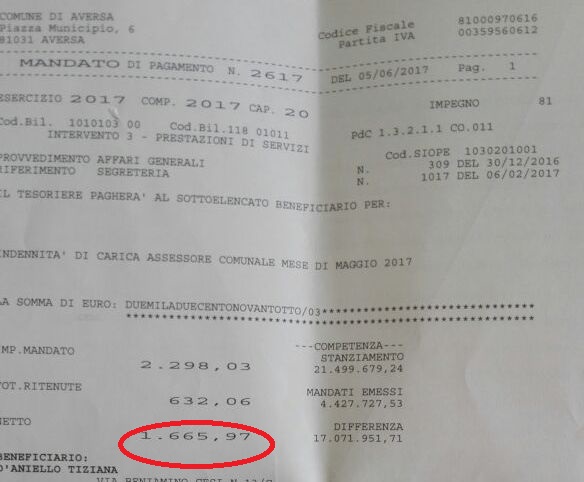 COMUNE DI AVERSA
Piazza Municipio, 6
81031 AVERSA
Codice Fiscale 81000970616
Partita IVA 00359560612
MANDATO DI PAGAMENTO N. 2617 DEL 05/06/2017 Pag. 1
ESERCIZIO 2017 COMP. 2017 CAP. 20 IMPEGNO 81
Cod.Bil. 1010103 00 Cod.Bil.118 01011 PdC 1.3.2.1.1 CO.011
INTERVENTO 3 - PRESTAZIONI DI SERVIZI
Cod.SIOPE 1030201001
PROVVEDIMENTO AFFARI GENERALI N. 309 DEL 30/12/2016
RIFERIMENTO SEGRETERIA N. 1017 DEL 06/02/2017
IL TESORIERE PAGHERA' AL SOTTOELENCATO BENEFICIARIO PER:
INDENNITA' DI CARICA ASSESSORE COMUNALE MESE DI MAGGIO 2017
LA SOMMA DI EURO: DUEMILADUECENTONOVANTOTTO/03******************************
---COMPETENZA---
IMP.MANDATO STANZIAMENTO
2.298,03 21.499.679,24
TOT.RITENUTE MANDATI EMESSI
632,06 4.427.727,53
NETTO DIFFERENZA
1.665,97 17.071.951,71
BENEFICIARIO:
D'ANIELLO TIZIANA
VIA BENIAMINO